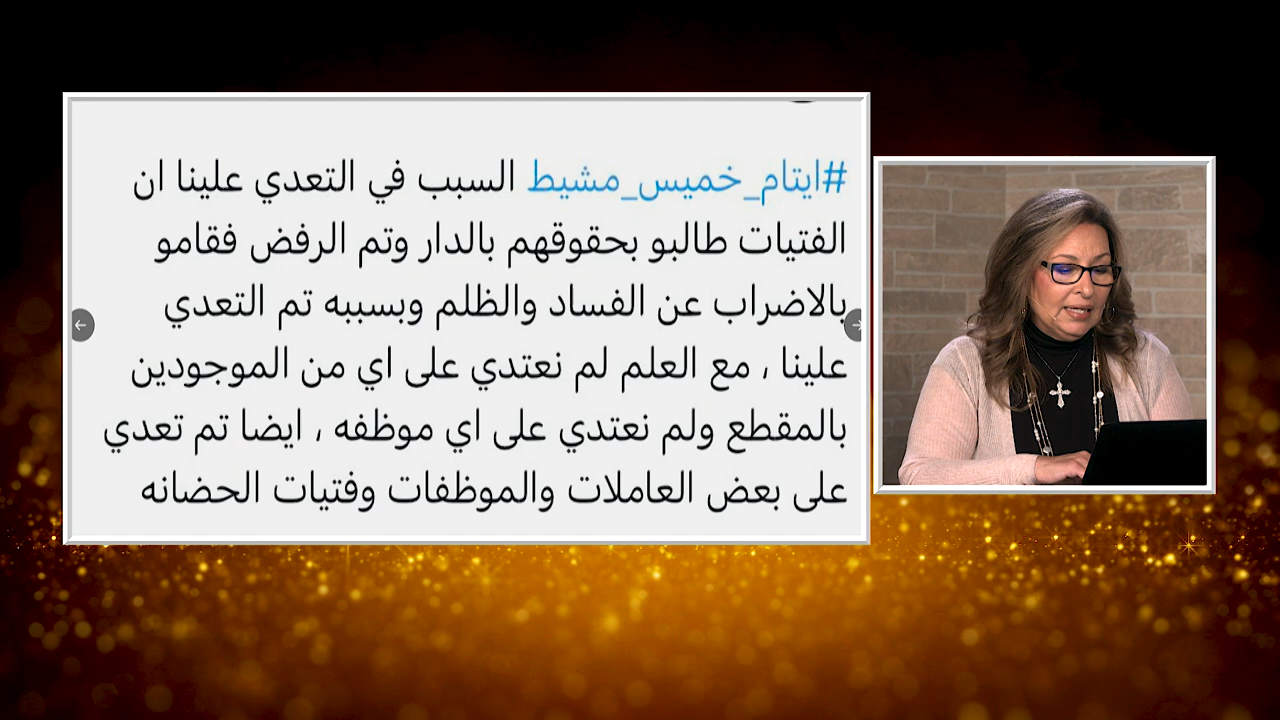 #ايتام_خميس_مشيط السبب في التعدي علينا ان
الفتيات طالبو بحقوقهم بالدار وتم الرفض فقامو
بالاضراب عن الفساد والظلم وبسببه تم التعدي
علينا ، مع العلم لم نعتدي على اي من الموجودين
بالمقطع ولم نعتدي على اي موظفه ، ايضا تم تعدي
على بعض العاملات والموظفات وفتيات الحضانه